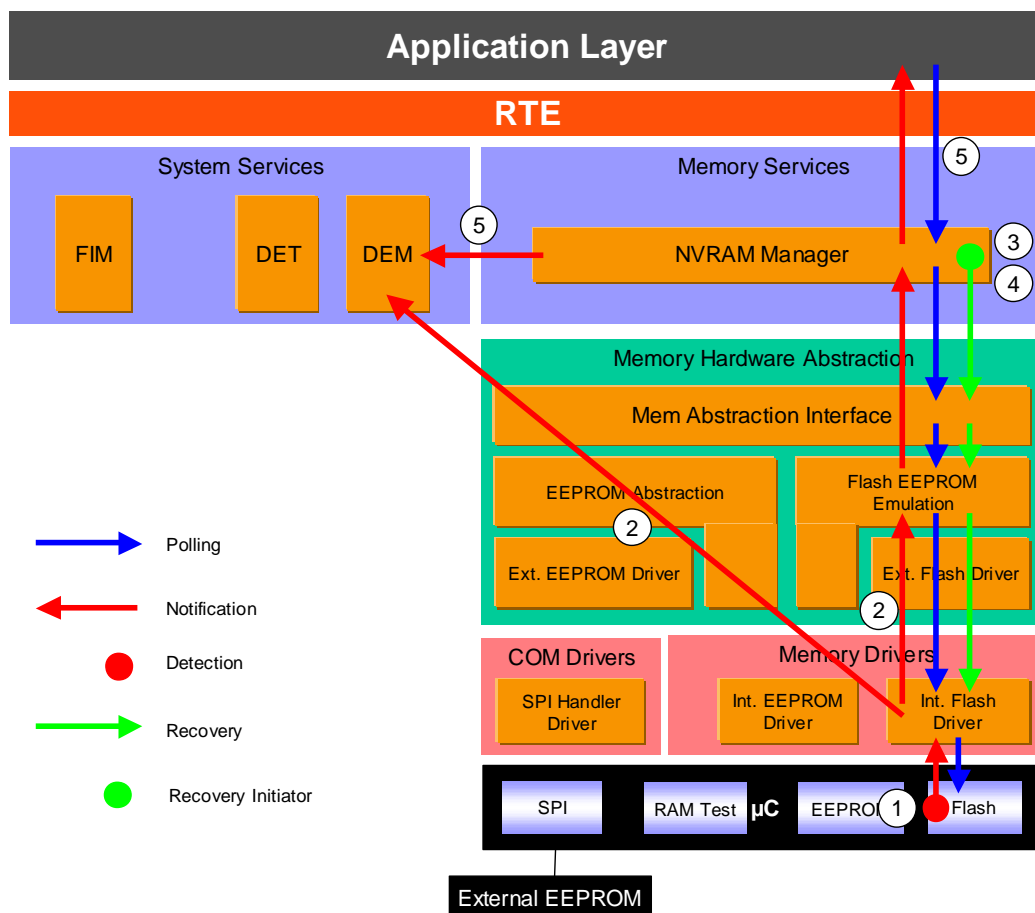 Application Layer
RTE
System Services
Memory Services
5
5
FIM
DET
DEM
NVRAM Manager
3
4
Memory Hardware Abstraction
Mem Abstraction Interface
EEPROM Abstraction
Flash EEPROM
Emulation
2
Ext. EEPROM Driver
Ext. Flash Driver
2
Polling
Notification
Detection
Recovery
Recovery Initiator
COM Drivers
Memory Drivers
SPI Handler
Driver
Int. EEPROM
Driver
Int. Flash
Driver
SPI
RAM Test
µC
EEPROM
1
Flash
External EEPROM